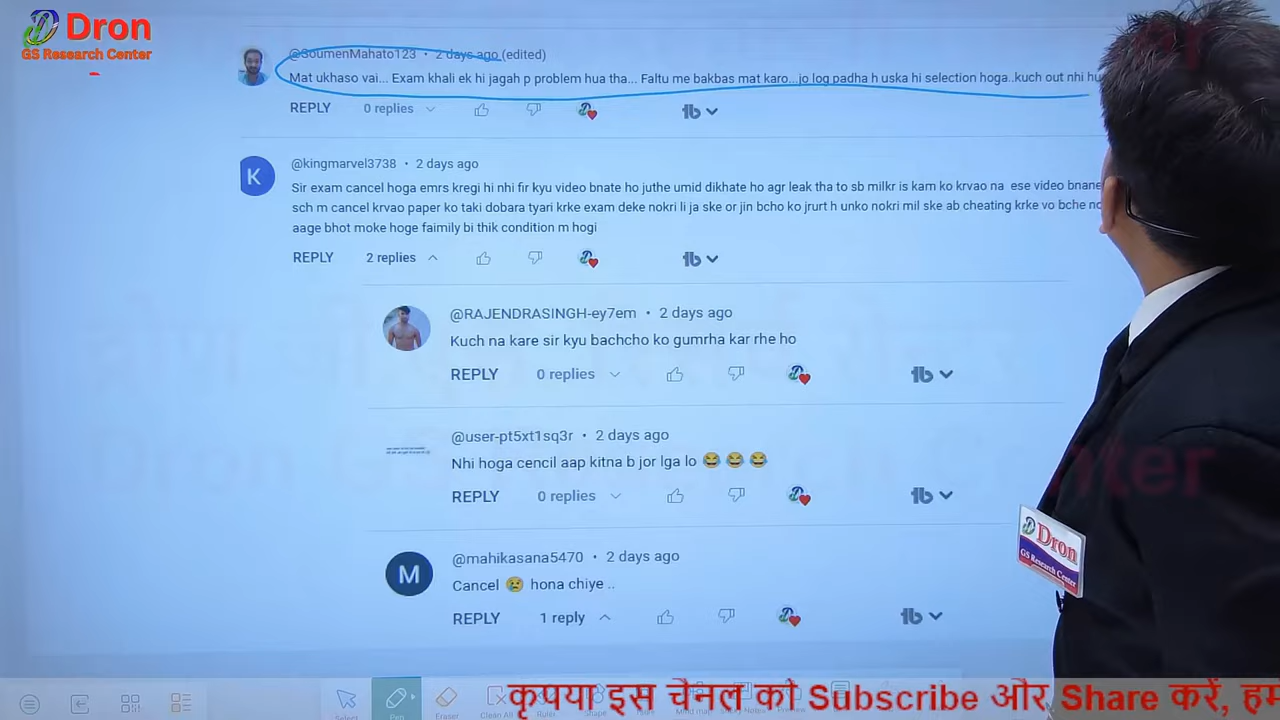 Dron
GS Research Center
@SoumenMahato123 • 2 days ago (edited)
Mat ukhaso vai... Exam khali ek hi jagah p problem hua tha... Faltu me bakbas mat karo...jo log padha h uska hi selection hoga..kuch out nhi hu
REPLY 0 replies
@kingmarvel3738 • 2 days ago
K
Sir exam cancel hoga emrs kregi hi nhi fir kyu video bnate ho juthe umid dikhate ho agr leak tha to sb milkr is kam ko krvao na ese video bnane
sch m cancel krvao paper ko taki dobara tyari krke exam deke nokri li ja ske or jin bcho ko jrurt h unko nokri mil ske ab cheating krke vo bche no
aage bhot moke hoge faimily bi thik condition m hogi
REPLY 2 replies
@RAJENDRASINGH-ey7em • 2 days ago
Kuch na kare sir kyu bachcho ko gumrha kar rhe ho
REPLY 0 replies
@user-pt5xt1sq3r • 2 days ago
Nhi hoga cencil aap kitna b jor lga lo 😂 😂 😂
REPLY 0 replies
@mahikasana5470 • 2 days ago
M
Cancel 😢 hona chiye ..
REPLY 1 reply
Dron
GS Research Center
Select
Pen
Eraser
Clean All
कृपया इस चैनल को Subscribe और Share करें, हम